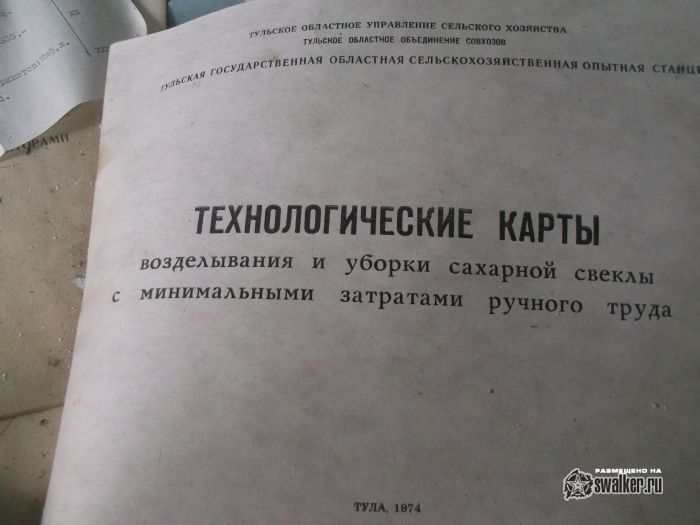 ТУЛЬСКОЕ ОБЛАСТНОЕ УПРАВЛЕНИЕ СЕЛЬСКОГО ХОЗЯЙСТВА
ТУЛЬСКОЕ ОБЛАСТНОЕ ОБЪЕДИНЕНИЕ СОВХОЗОВ
ТУЛЬСКАЯ ГОСУДАРСТВЕННАЯ ОБЛАСТНАЯ СЕЛЬСКОХОЗЯЙСТВЕННАЯ ОПЫТНАЯ СТАНЦИ
ТЕХНОЛОГИЧЕСКИЕ КАРТЫ
возделывания и уборки сахарной свеклы
с минимальными затратами ручного труда
ТУЛА, 1974
РАЗМЕЩЕНО НА
swalker.ru